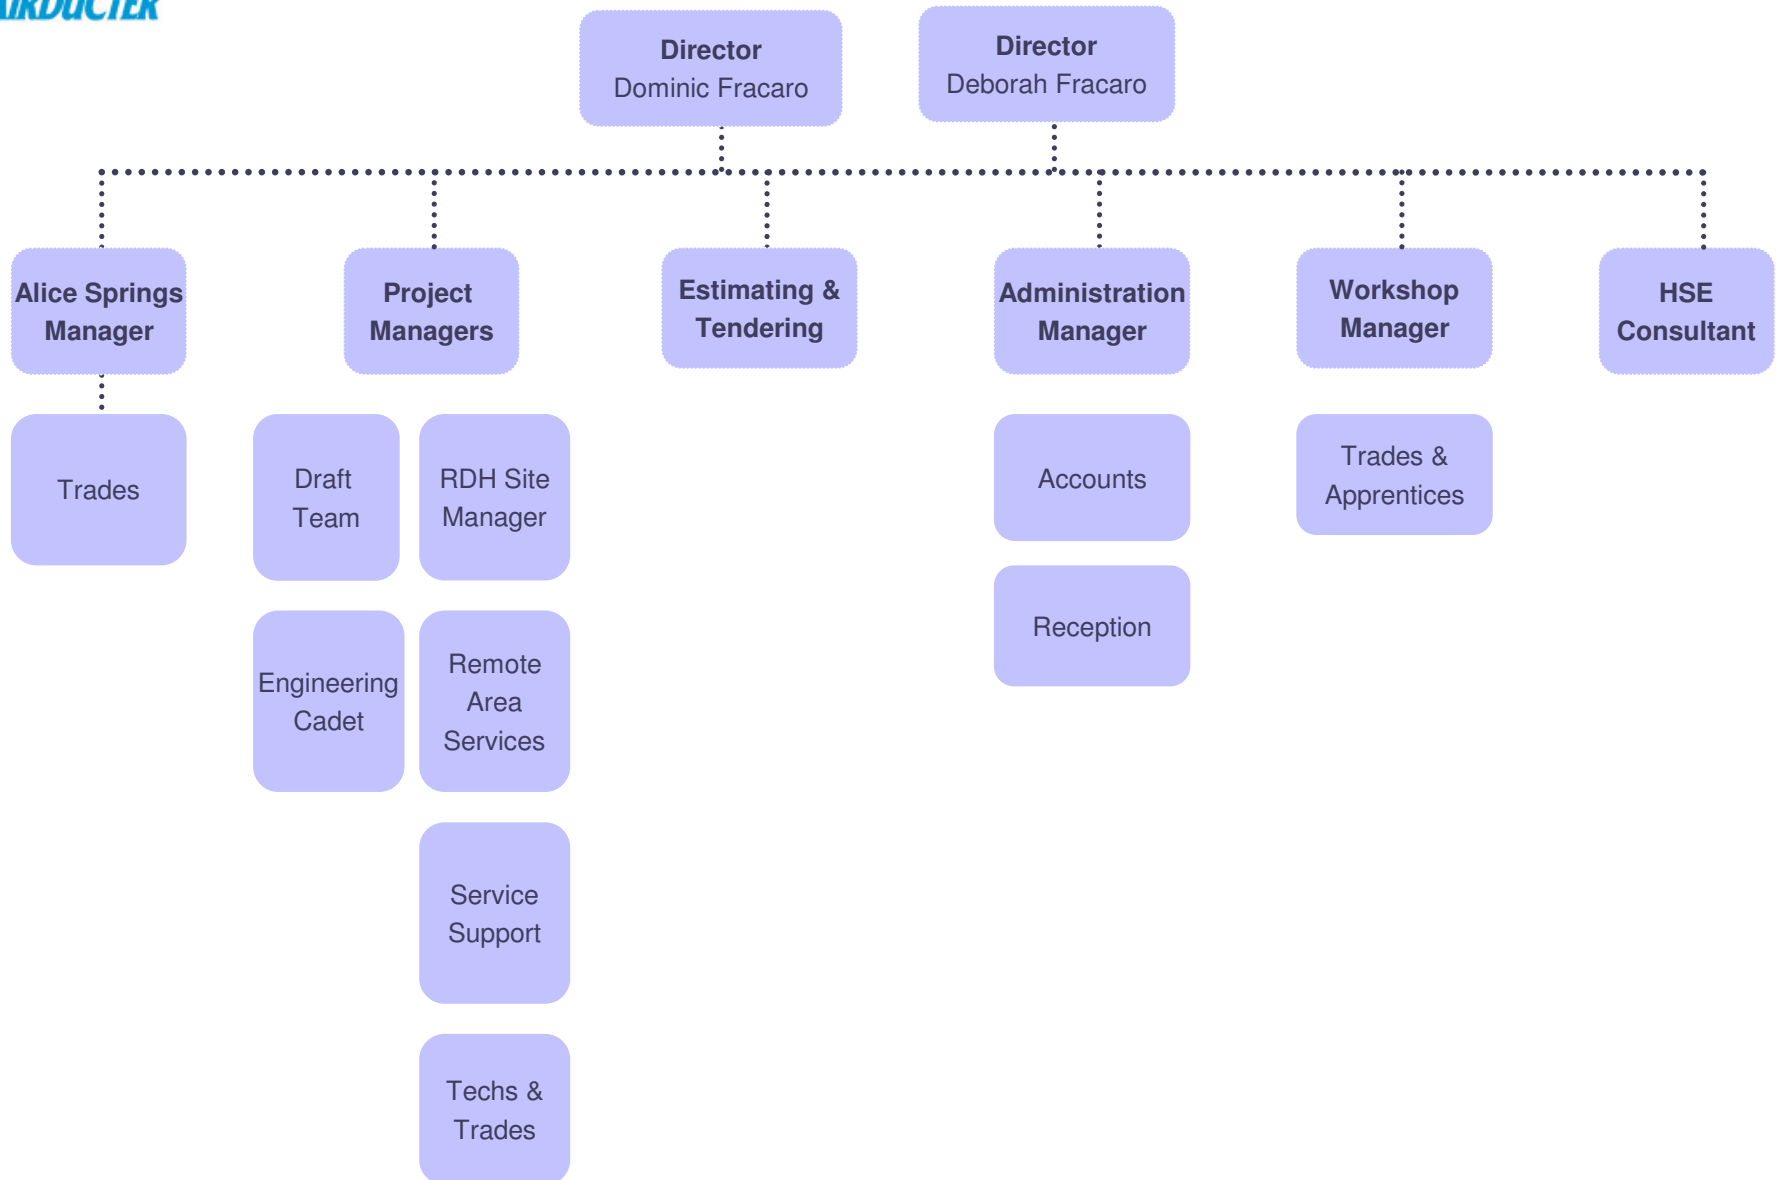 AIRDUCTER
Director
Dominic Fracaro
Director
Deborah Fracaro
Alice Springs
Manager
Project
Managers
Estimating &
Tendering
Administration
Manager
Workshop
Manager
HSE
Consultant
Trades
Draft
Team
RDH Site
Manager
Accounts
Trades &
Apprentices
Reception
Engineering
Cadet
Remote
Area
Services
Service
Support
Techs &
Trades